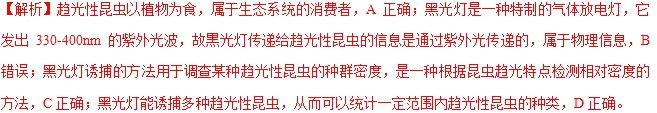 【解析】趋光性昆虫以植物为食，属于生态系统的消费者，A 正确；黑光灯是一种特制的气体放电灯，它
发出 330-400nm 的紫外光波，故黑光灯传递给趋光性昆虫的信息是通过紫外光传递的，属于物理信息，B
错误；黑光灯诱捕的方法用于调查某种趋光性昆虫的种群密度，是一种根据昆虫趋光特点检测相对密度的
方法，C 正确；黑光灯能诱捕多种趋光性昆虫，从而可以统计一定范围内趋光性昆虫的种类，D 正确。